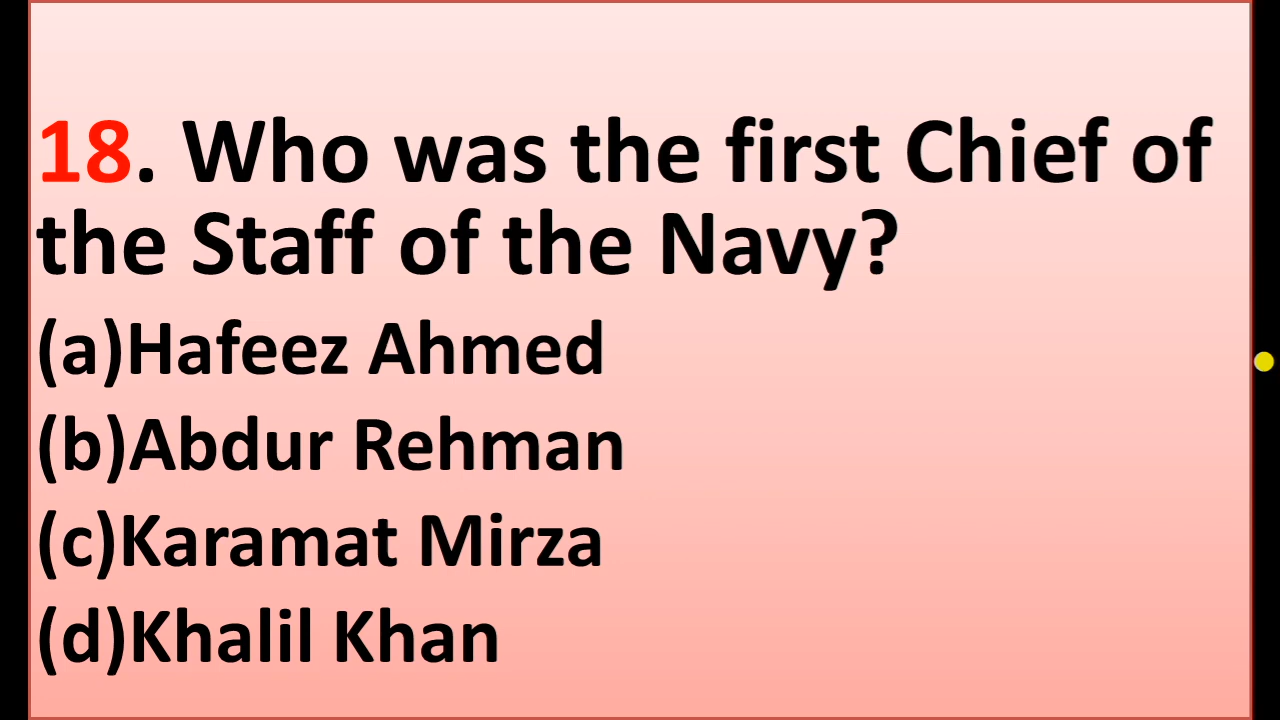 18. Who was the first Chief of
the Staff of the Navy?
(a)Hafeez Ahmed
(b)Abdur Rehman
(c)Karamat Mirza
(d)Khalil Khan